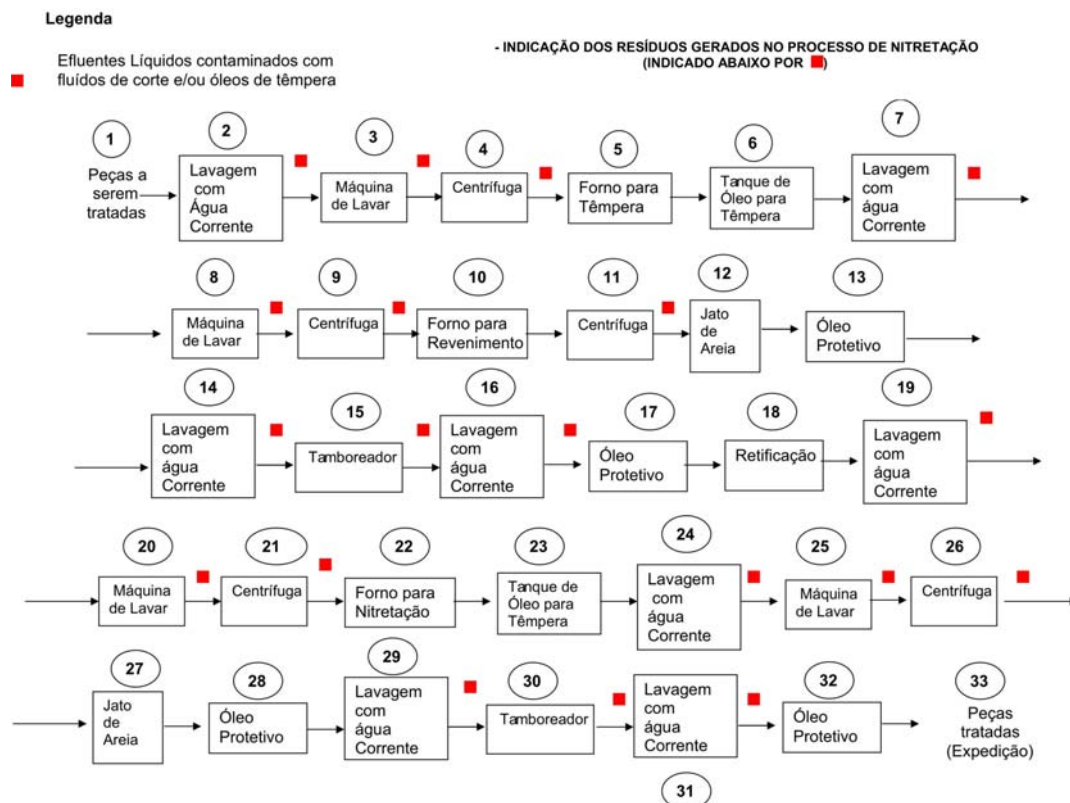 Legenda
Efluentes Líquidos contaminados com
fluídos de corte e/ou óleos de têmpera
- INDICAÇÃO DOS RESÍDUOS GERADOS NO PROCESSO DE NITRETAÇÃO
(INDICADO ABAIXO POR )
1
Peças a
serem
tratadas
2
Lavagem
com
Água
Corrente
3
Máquina
de Lavar
4
Centrífuga
5
Forno para
Têmpera
6
Tanque de
Óleo para
Têmpera
7
Lavagem
com
água
Corrente
8
Máquina
de Lavar
9
Centrífuga
10
Forno para
Revenimento
11
Centrífuga
12
Jato
de
Areia
13
Óleo
Protetivo
14
Lavagem
com
água
Corrente
15
Tamboreador
16
Lavagem
com
água
Corrente
17
Óleo
Protetivo
18
Retificação
19
Lavagem
com
água
Corrente
20
Máquina
de Lavar
21
Centrífuga
22
Forno para
Nitretação
23
Tanque de
Óleo para
Têmpera
24
Lavagem
com
água
Corrente
25
Máquina
de Lavar
26
Centrífuga
27
Jato
de
Areia
28
Óleo
Protetivo
29
Lavagem
com
água
Corrente
30
Tamboreador
Lavagem
com
água
Corrente
31
32
Óleo
Protetivo
33
Peças
tratadas
(Expedição)